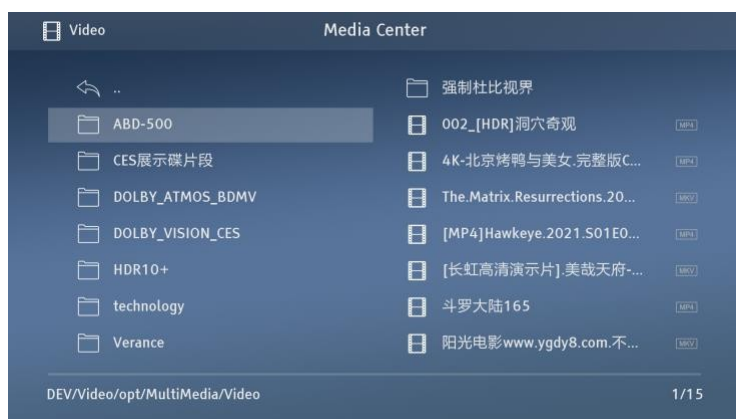 Video
Media Center
..
ABD-500
CES展示碟片段
DOLBY_ATMOS_BDMV
DOLBY_VISION_CES
HDR10+
technology
Verance
强制杜比视界
002_[HDR]洞穴奇观 MP4
4K-北京烤鸭与美女.完整版C... MP4
The.Matrix.Resurrections.20... MKV
[MP4]Hawkeye.2021.S01E0... MP4
[长虹高清演示片].美哉天府-... MKV
斗罗大陆165 MP4
阳光电影www.ygdy8.com.不... MKV
DEV/Video/opt/MultiMedia/Video
1/15